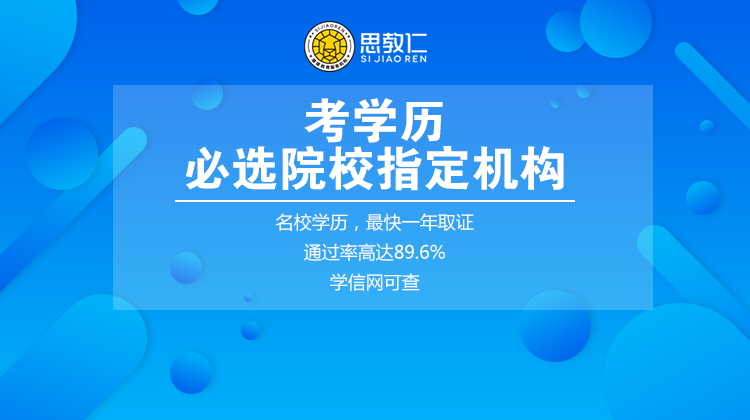 SIJIAOREN
思教仁
SI JIAO REN
考学历
必选院校指定机构
名校学历，最快一年取证
通过率高达89.6%
学信网可查